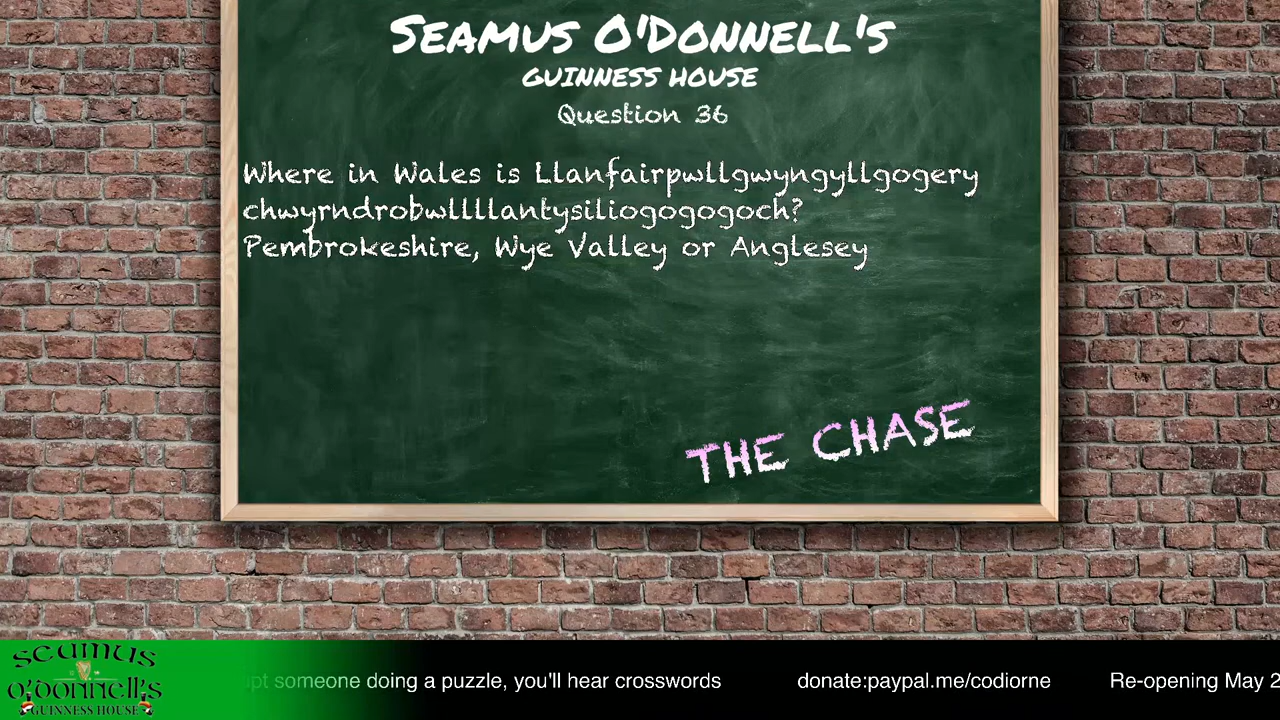 Seamus O'Donnell's
Guinness House
Question 36
Where in Wales is Llanfairpwllgwyngyllgogery
chwyrndrobwllllantysiliogogogoch?
Pembrokeshire, Wye Valley or Anglesey
THE CHASE
seamus
o'donnell's
GUINNESS HOUSE
someone doing a puzzle, you'll hear crosswords donate:paypal.me/codiorne Re-opening May